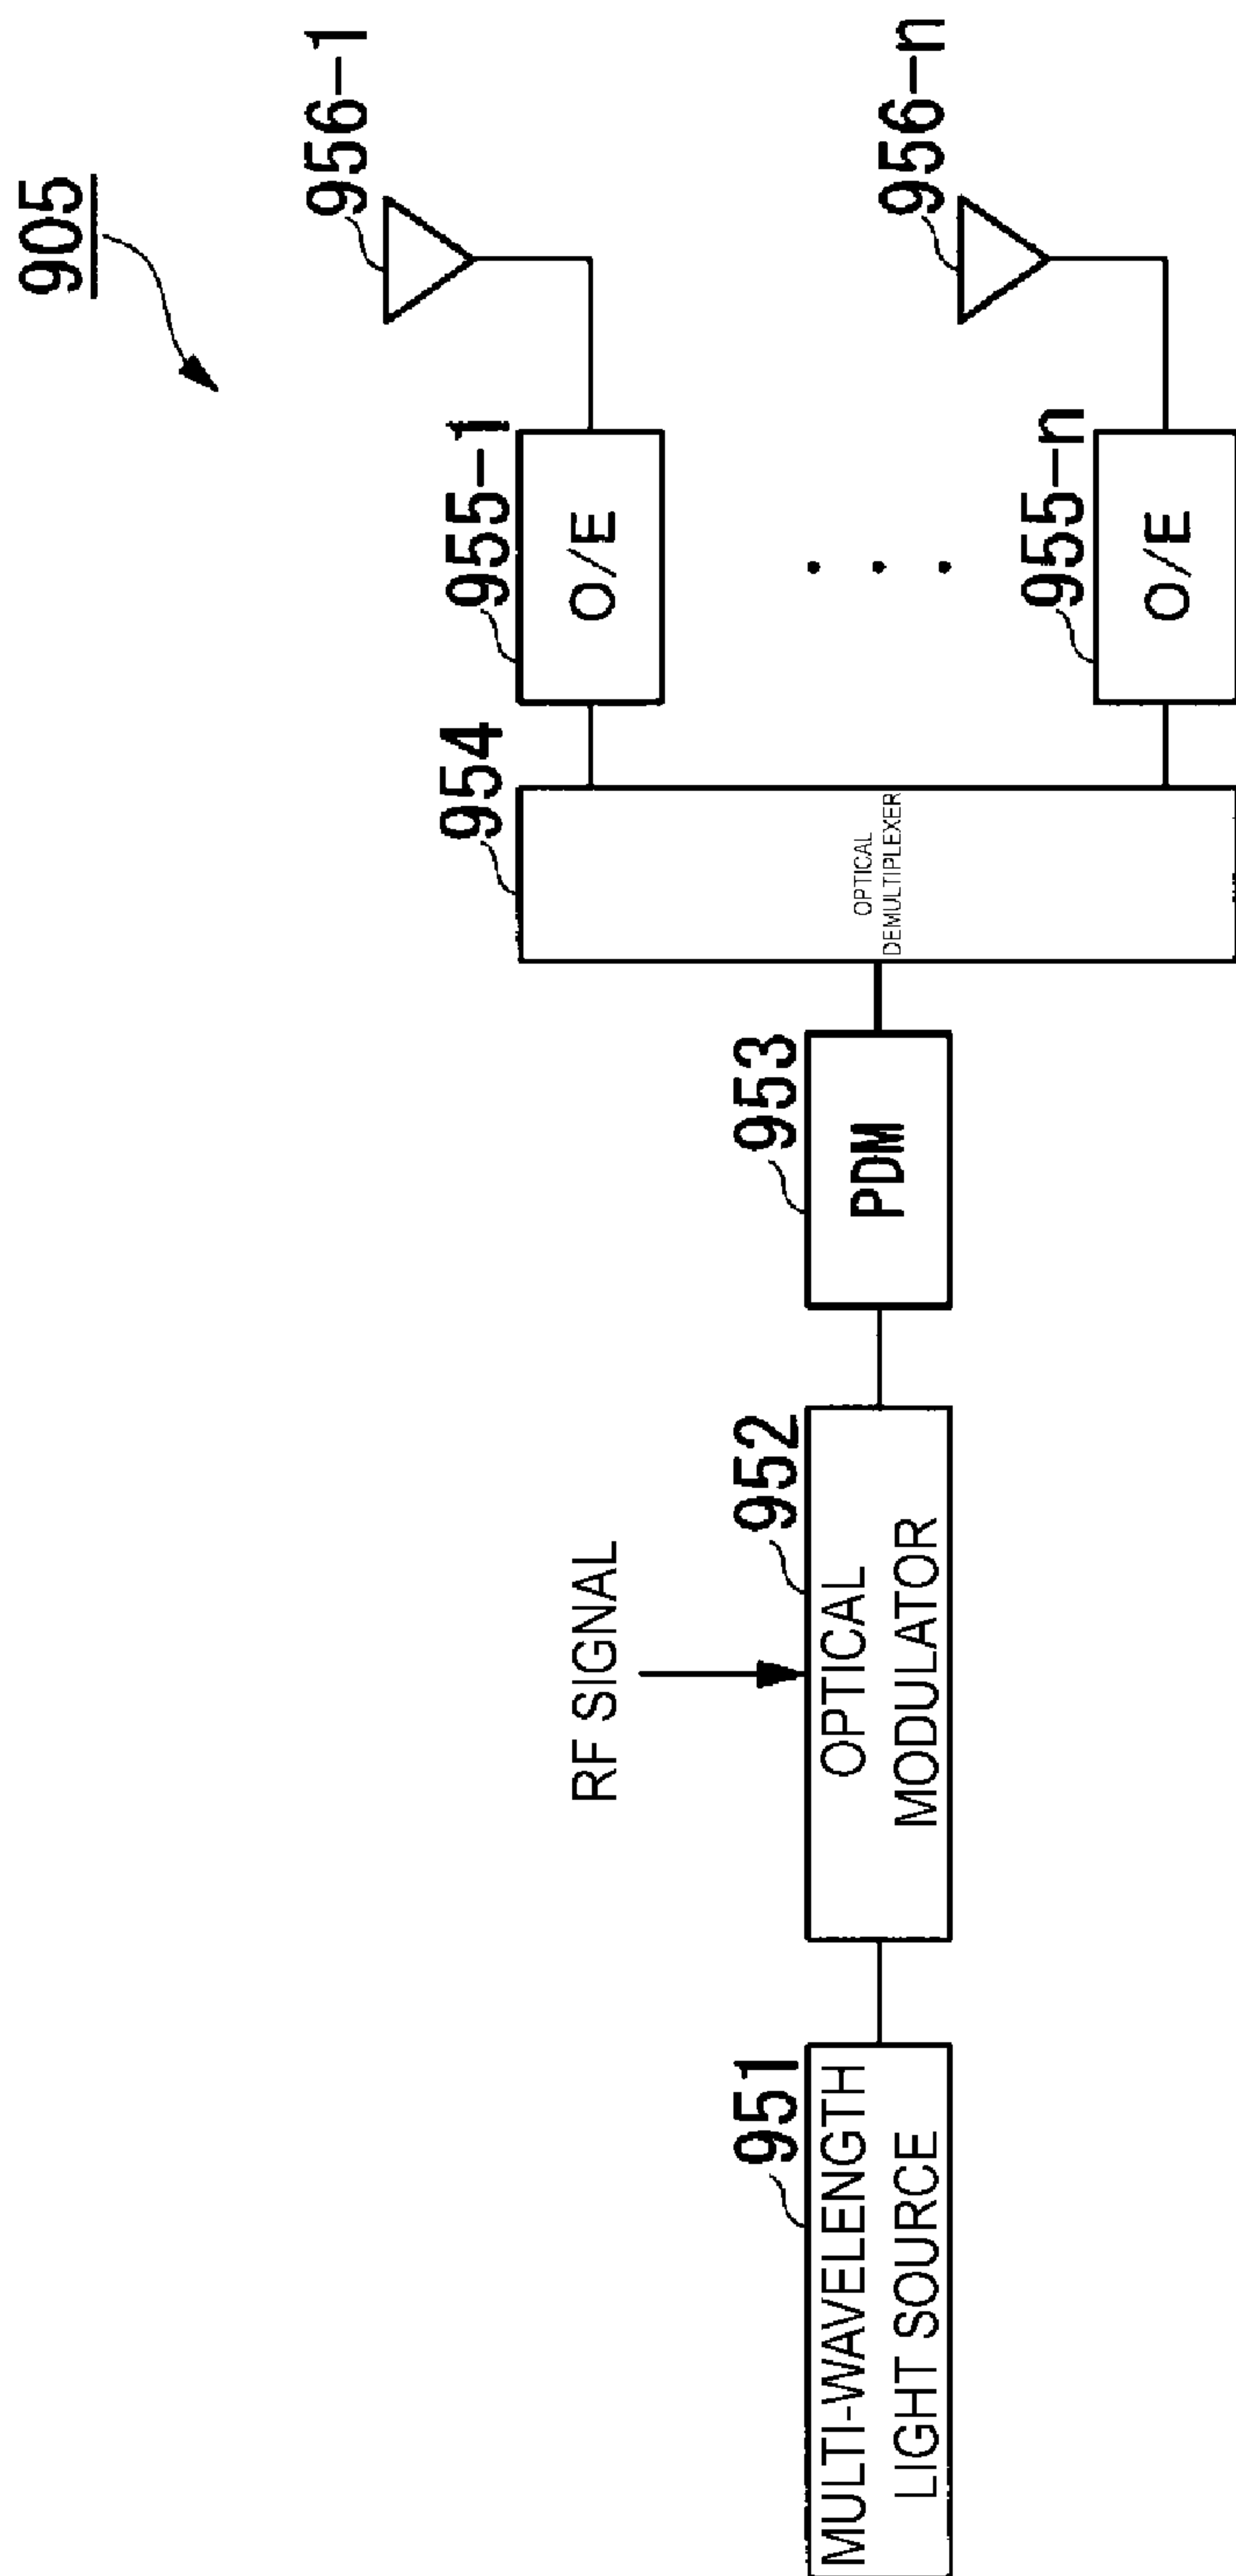 905
956-1
955-1
O/E
954
RF SIGNAL
951
MULTI-WAVELENGTH
LIGHT SOURCE
952
OPTICAL
MODULATOR
953
PDM
OPTICAL
DEMULTIPLEXER
956-n
955-n
O/E